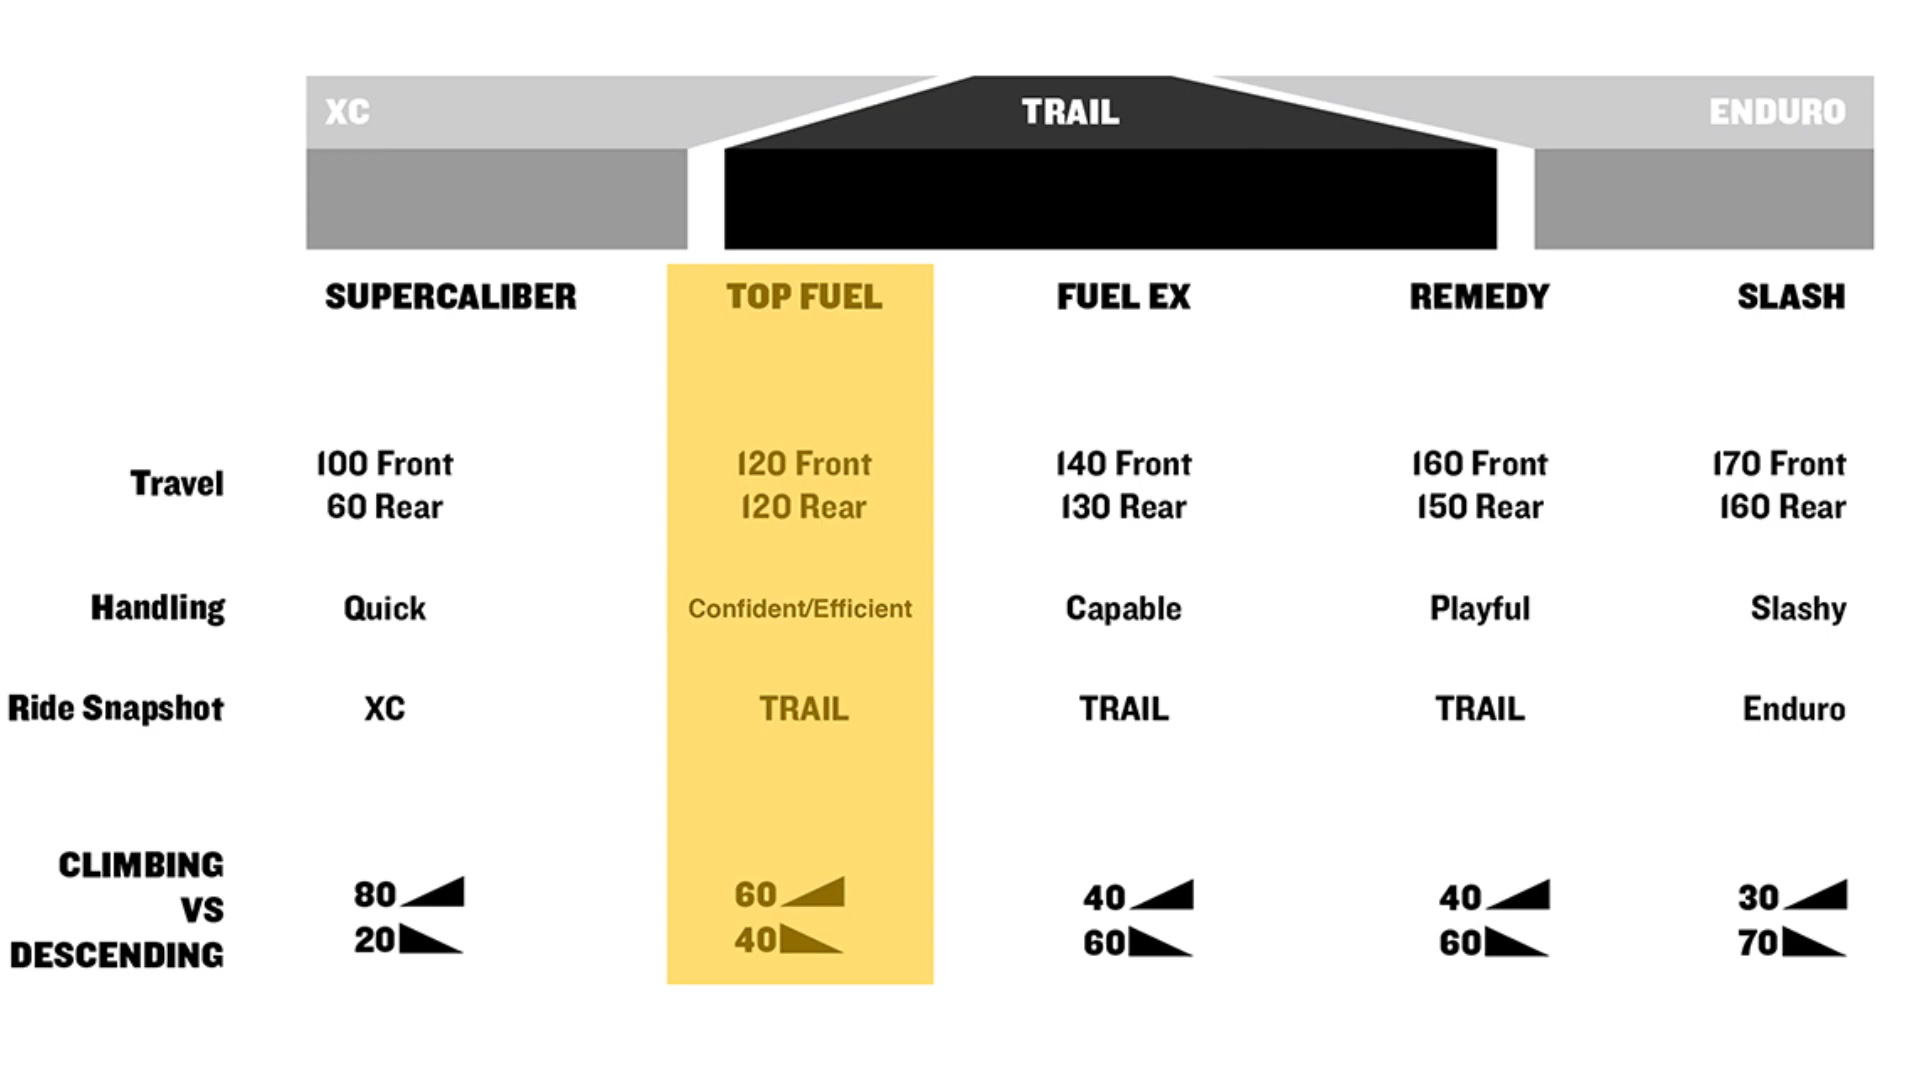 XC TRAIL ENDURO
SUPERCALIBER TOP FUEL FUEL EX REMEDY SLASH
100 Front 120 Front 140 Front 160 Front 170 Front
Travel
60 Rear 120 Rear 130 Rear 150 Rear 160 Rear
Handling Quick Confident/Efficient Capable Playful Slashy
Ride Snapshot XC TRAIL TRAIL TRAIL Enduro
CLIMBING
80 60 40 40 30
VS
20 40 60 60 70
DESCENDING